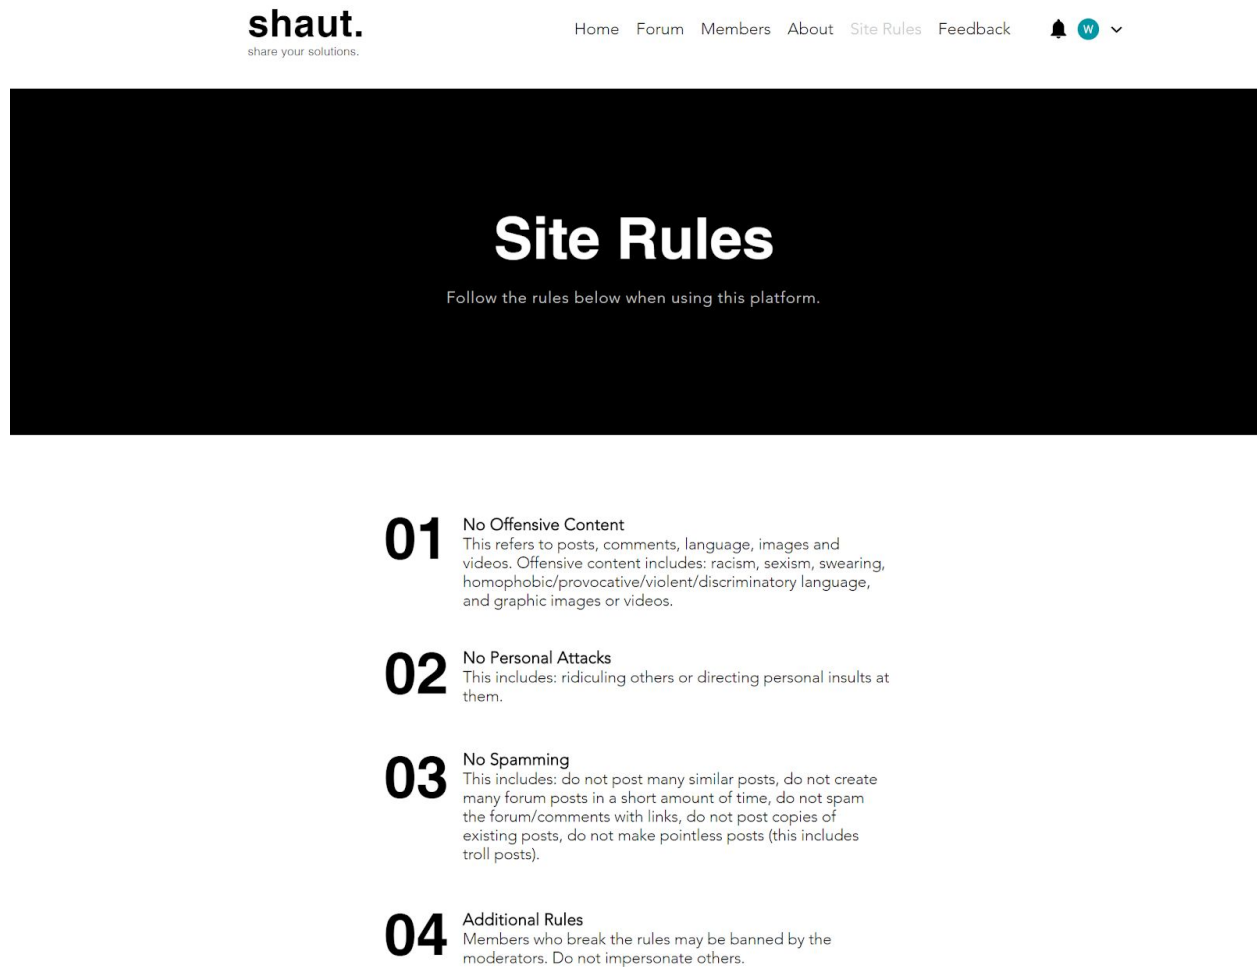 shaut.
share your solutions.
Home Forum Members About Site Rules Feedback
W
Site Rules
Follow the rules below when using this platform.
01
No Offensive Content
This refers to posts, comments, language, images and
videos. Offensive content includes: racism, sexism, swearing,
homophobic/provocative/violent/discriminatory language,
and graphic images or videos.
02
No Personal Attacks
This includes: ridiculing others or directing personal insults at
them.
03
No Spamming
This includes: do not post many similar posts, do not create
many forum posts in a short amount of time, do not spam
the forum/comments with links, do not post copies of
existing posts, do not make pointless posts (this includes
troll posts).
04
Additional Rules
Members who break the rules may be banned by the
moderators. Do not impersonate others.